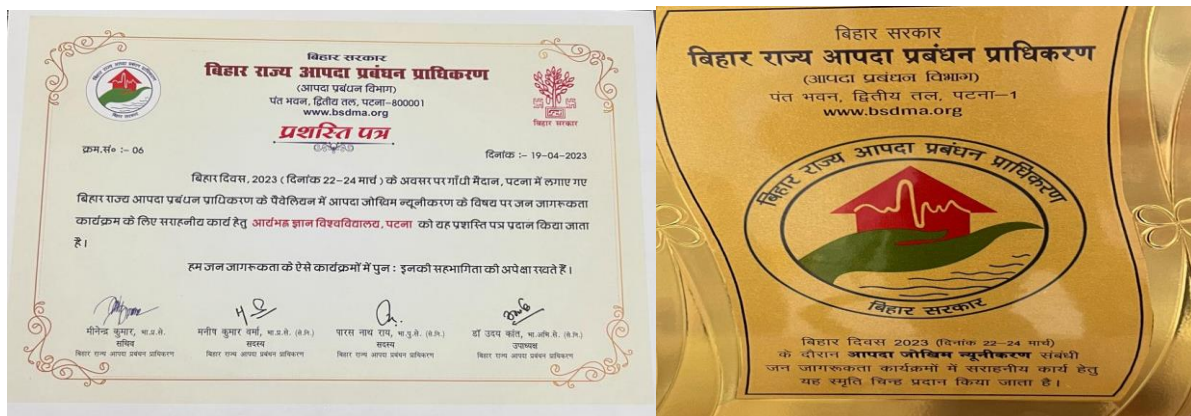 बिहार सरकार
बिहार राज्य आपदा प्रबंधन प्राधिकरण
(आपदा प्रबंधन विभाग)
पंत भवन, द्वितीय तल, पटना-800001
www.bsdma.org
बिहार सरकार
बिहार सरकार
प्रशस्ति पत्र
क्रम.सं० :- 06
दिनांक :- 19-04-2023
बिहार दिवस, 2023 ( दिनांक 22-24 मार्च ) के अवसर पर गाँधी मैदान, पटना में लगाए गए
बिहार राज्य आपदा प्रबंधन प्राधिकरण के पैवेलियन में आपदा जोखिम न्यूनीकरण के विषय पर जन जागरूकता
कार्यक्रम के लिए सराहनीय कार्य हेतु आर्यभट्ट ज्ञान विश्वविद्यालय, पटना को यह प्रशस्ति पत्र प्रदान किया जाता
है।
हम जन जागरूकता के ऐसे कार्यक्रमों में पुन : इनकी सहभागिता की अपेक्षा रखते हैं।
मीनेन्द्र कुमार, भा.प्र.से.
सचिव
बिहार राज्य आपदा प्रबंधन प्राधिकरण
मनीष कुमार वर्मा, भा.प्र.से. (से.नि.)
सदस्य
बिहार राज्य आपदा प्रबंधन प्राधिकरण
पारस नाथ राय, भा.पु.से. (से.नि.)
सदस्य
बिहार राज्य आपदा प्रबंधन प्राधिकरण
डॉ उदय कांत, भा.अभि.से. (से.नि.)
उपाध्यक्ष
बिहार राज्य आपदा प्रबंधन प्राधिकरण
बिहार सरकार
बिहार राज्य आपदा प्रबंधन प्राधिकरण
(आपदा प्रबंधन विभाग)
पंत भवन, द्वितीय तल, पटना-1
www.bsdma.org
बिहार राज्य आपदा प्रबंधन प्राधिकरण
बिहार सरकार
बिहार दिवस 2023 (दिनांक 22-24 मार्च)
के दौरान आपदा जोखिम न्यूनीकरण संबंधी
जन जागरूकता कार्यक्रमों में सराहनीय कार्य हेतु
यह स्मृति चिन्ह प्रदान किया जाता है।